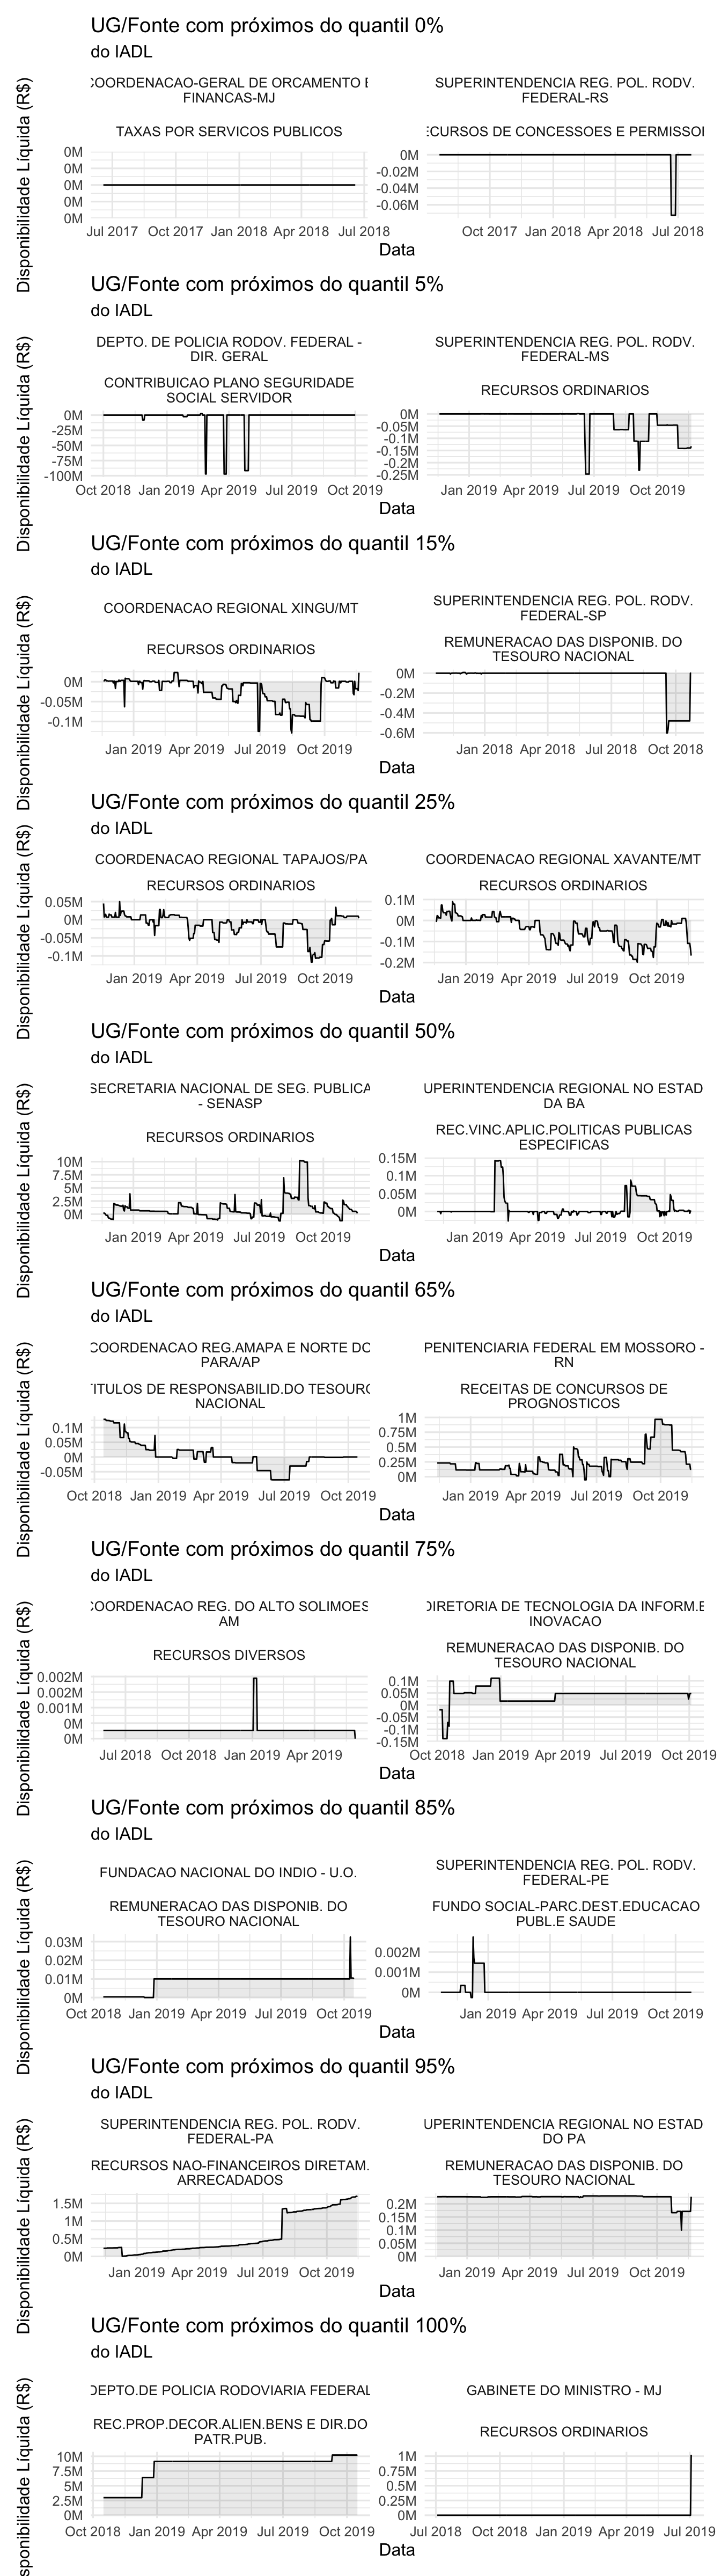 UG/Fonte com próximos do quantil 0%
do IADL
Disponibilidade Líquida (R$)
COORDENACAO-GERAL DE ORCAMENTO E
FINANCAS-MJ
TAXAS POR SERVICOS PUBLICOS
0M
0M
0M
0M
0M
Jul 2017 Oct 2017 Jan 2018 Apr 2018 Jul 2018
SUPERINTENDENCIA REG. POL. RODV.
FEDERAL-RS
ECURSOS DE CONCESSOES E PERMISSOI
0M
-0.02M
-0.04M
-0.06M
Oct 2017 Jan 2018 Apr 2018 Jul 2018
Data
UG/Fonte com próximos do quantil 5%
do IADL
Disponibilidade Líquida (R$)
DEPTO. DE POLICIA RODOV. FEDERAL -
DIR. GERAL
CONTRIBUICAO PLANO SEGURIDADE
SOCIAL SERVIDOR
0M
-25M
-50M
-75M
-100M
Oct 2018 Jan 2019 Apr 2019 Jul 2019 Oct 2019
SUPERINTENDENCIA REG. POL. RODV.
FEDERAL-MS
RECURSOS ORDINARIOS
0M
-0.05M
-0.1M
-0.15M
-0.2M
-0.25M
Jan 2019 Apr 2019 Jul 2019 Oct 2019
Data
UG/Fonte com próximos do quantil 15%
do IADL
Disponibilidade Líquida (R$)
COORDENACAO REGIONAL XINGU/MT
RECURSOS ORDINARIOS
0M
-0.05M
-0.1M
Jan 2019 Apr 2019 Jul 2019 Oct 2019
SUPERINTENDENCIA REG. POL. RODV.
FEDERAL-SP
REMUNERACAO DAS DISPONIB. DO
TESOURO NACIONAL
0M
-0.2M
-0.4M
-0.6M
Jan 2018 Apr 2018 Jul 2018 Oct 2018
Data
UG/Fonte com próximos do quantil 25%
do IADL
Disponibilidade Líquida (R$)
COORDENACAO REGIONAL TAPAJOS/PA
RECURSOS ORDINARIOS
0.05M
0M
-0.05M
-0.1M
Jan 2019 Apr 2019 Jul 2019 Oct 2019
COORDENACAO REGIONAL XAVANTE/MT
RECURSOS ORDINARIOS
0.1M
0M
-0.1M
-0.2M
Jan 2019 Apr 2019 Jul 2019 Oct 2019
Data
UG/Fonte com próximos do quantil 50%
do IADL
Disponibilidade Líquida (R$)
SECRETARIA NACIONAL DE SEG. PUBLICA
- SENASP
RECURSOS ORDINARIOS
10M
7.5M
5M
2.5M
0M
Jan 2019 Apr 2019 Jul 2019 Oct 2019
UPERINTENDENCIA REGIONAL NO ESTAD
DA BA
REC.VINC.APLIC.POLITICAS PUBLICAS
ESPECIFICAS
0.15M
0.1M
0.05M
0M
Jan 2019 Apr 2019 Jul 2019 Oct 2019
Data
UG/Fonte com próximos do quantil 65%
do IADL
Disponibilidade Líquida (R$)
COORDENACAO REG.AMAPA E NORTE DO
PARA/AP
TITULOS DE RESPONSABILID.DO TESOURO
NACIONAL
0.1M
0.05M
0M
-0.05M
Oct 2018 Jan 2019 Apr 2019 Jul 2019 Oct 2019
PENITENCIARIA FEDERAL EM MOSSORO -
RN
RECEITAS DE CONCURSOS DE
PROGNOSTICOS
1M
0.75M
0.5M
0.25M
0M
Jan 2019 Apr 2019 Jul 2019 Oct 2019
Data
UG/Fonte com próximos do quantil 75%
do IADL
Disponibilidade Líquida (R$)
COORDENACAO REG. DO ALTO SOLIMOES
AM
RECURSOS DIVERSOS
0.002M
0.002M
0.001M
0M
0M
Jul 2018 Oct 2018 Jan 2019 Apr 2019
DIRETORIA DE TECNOLOGIA DA INFORM.E
INOVACAO
REMUNERACAO DAS DISPONIB. DO
TESOURO NACIONAL
0.1M
0.05M
0M
-0.05M
-0.1M
-0.15M
Oct 2018 Jan 2019 Apr 2019 Jul 2019 Oct 2019
Data
UG/Fonte com próximos do quantil 85%
do IADL
Disponibilidade Líquida (R$)
FUNDACAO NACIONAL DO INDIO - U.O.
REMUNERACAO DAS DISPONIB. DO
TESOURO NACIONAL
0.03M
0.02M
0.01M
0M
Oct 2018 Jan 2019 Apr 2019 Jul 2019 Oct 2019
SUPERINTENDENCIA REG. POL. RODV.
FEDERAL-PE
FUNDO SOCIAL-PARC.DEST.EDUCACAO
PUBL.E SAUDE
0.002M
0.001M
0M
Jan 2019 Apr 2019 Jul 2019 Oct 2019
Data
UG/Fonte com próximos do quantil 95%
do IADL
Disponibilidade Líquida (R$)
SUPERINTENDENCIA REG. POL. RODV.
FEDERAL-PA
RECURSOS NAO-FINANCEIROS DIRETAM.
ARRECADADOS
1.5M
1M
0.5M
0M
Jan 2019 Apr 2019 Jul 2019 Oct 2019
UPERINTENDENCIA REGIONAL NO ESTAD
DO PA
REMUNERACAO DAS DISPONIB. DO
TESOURO NACIONAL
0.2M
0.15M
0.1M
0.05M
0M
Jan 2019 Apr 2019 Jul 2019 Oct 2019
Data
UG/Fonte com próximos do quantil 100%
do IADL
sponibilidade Líquida (R$)
DEPTO.DE POLICIA RODOVIARIA FEDERAL
REC.PROP.DECOR.ALIEN.BENS E DIR.DO
PATR.PUB.
10M
7.5M
5M
2.5M
0M
Oct 2018 Jan 2019 Apr 2019 Jul 2019 Oct 2019
GABINETE DO MINISTRO - MJ
RECURSOS ORDINARIOS
1M
0.75M
0.5M
0.25M
0M
Jul 2018 Oct 2018 Jan 2019 Apr 2019 Jul 2019
Data